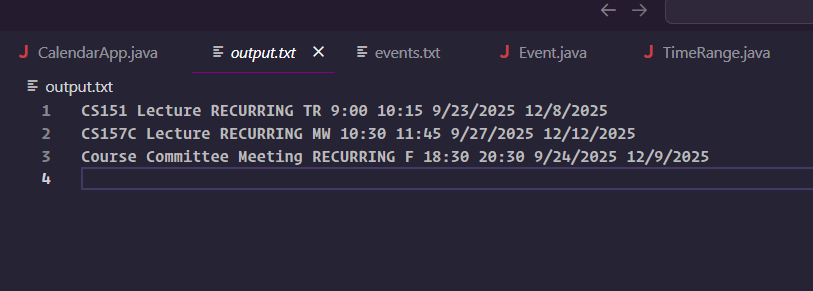 J CalendarApp.java output.txt × events.txt J Event.java J TimeRange.java
output.txt
1 CS151 Lecture RECURRING TR 9:00 10:15 9/23/2025 12/8/2025
2 CS157C Lecture RECURRING MW 10:30 11:45 9/27/2025 12/12/2025
3 Course Committee Meeting RECURRING F 18:30 20:30 9/24/2025 12/9/2025
4